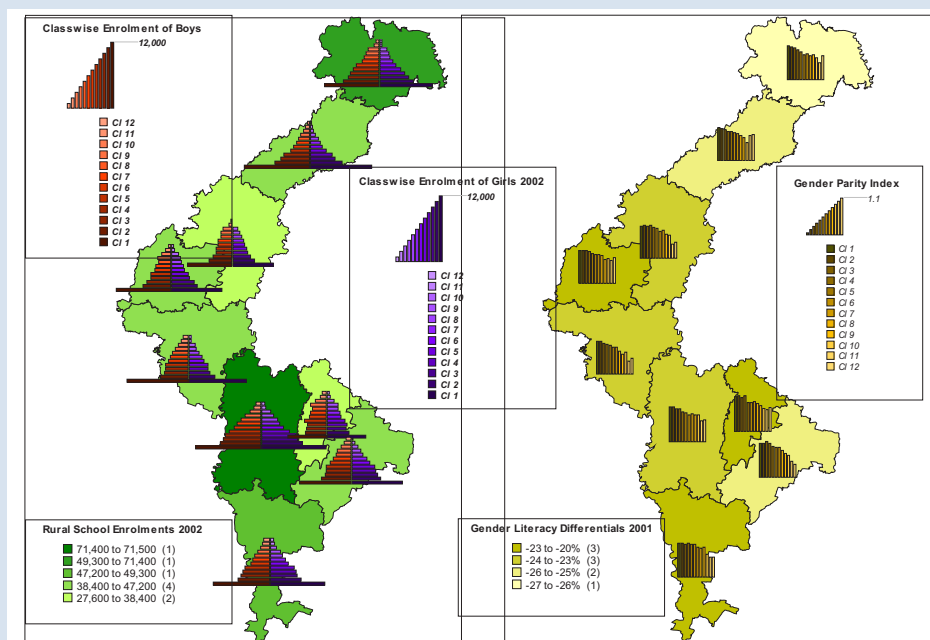 Classwise Enrolment of Boys
12,000
Cl 12
Cl 11
Cl 10
Cl 9
Cl 8
Cl 7
Cl 6
Cl 5
Cl 4
Cl 3
Cl 2
Cl 1
Classwise Enrolment of Girls 2002
12,000
Cl 12
Cl 11
Cl 10
Cl 9
Cl 8
Cl 7
Cl 6
Cl 5
Cl 4
Cl 3
Cl 2
Cl 1
Rural School Enrolments 2002
71,400 to 71,500 (1)
49,300 to 71,400 (1)
47,200 to 49,300 (1)
38,400 to 47,200 (4)
27,600 to 38,400 (2)
Gender Parity Index
1.1
Cl 1
Cl 2
Cl 3
Cl 4
Cl 5
Cl 6
Cl 7
Cl 8
Cl 9
Cl 10
Cl 11
Cl 12
Gender Literacy Differentials 2001
-23 to -20% (3)
-24 to -23% (3)
-26 to -25% (2)
-27 to -26% (1)